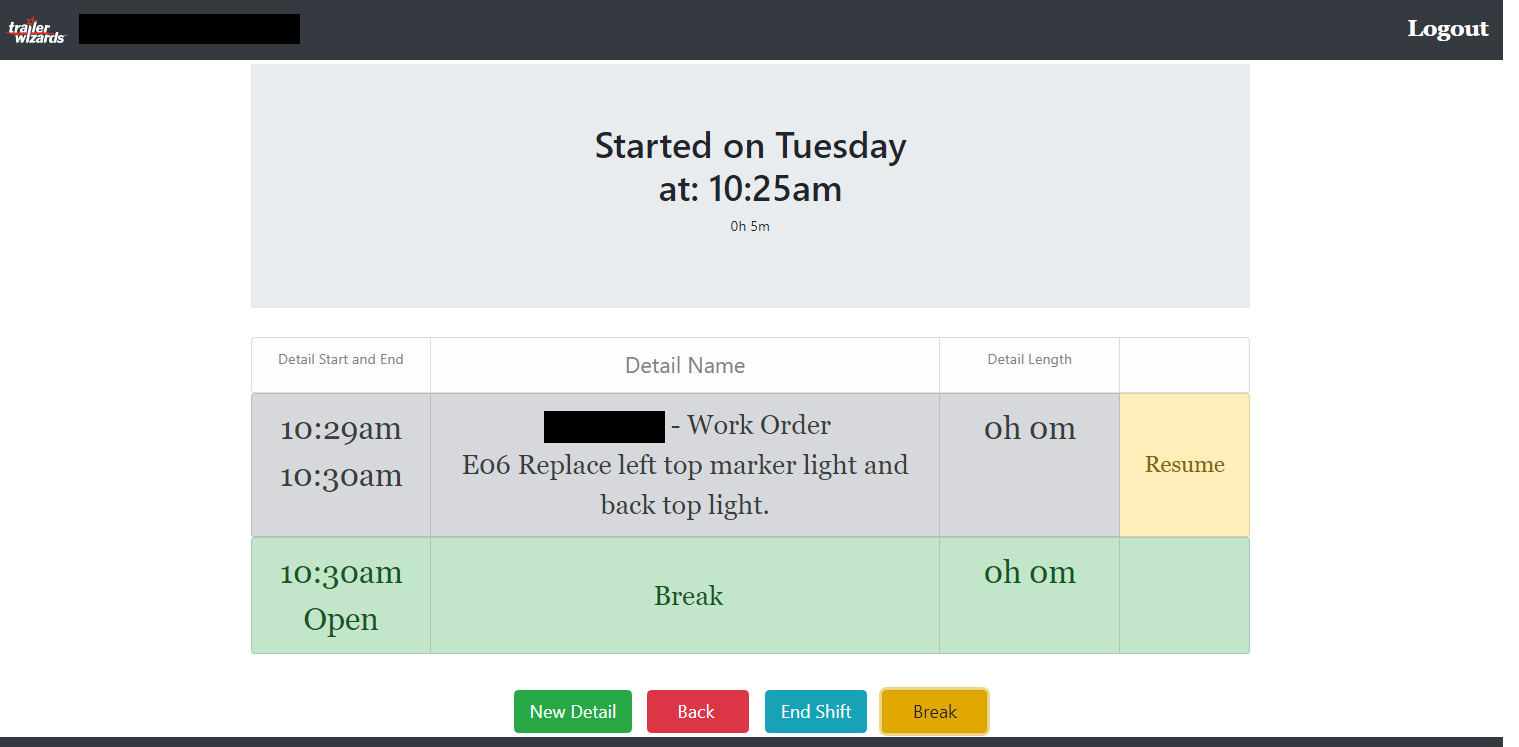 trailer
wizards
Logout
Started on Tuesday
at: 10:25am
0h 5m
Detail Start and End
Detail Name
Detail Length
10:29am
10:30am
- Work Order
E06 Replace left top marker light and
back top light.
0h 0m
Resume
10:30am
Open
Break
0h 0m
New Detail
Back
End Shift
Break